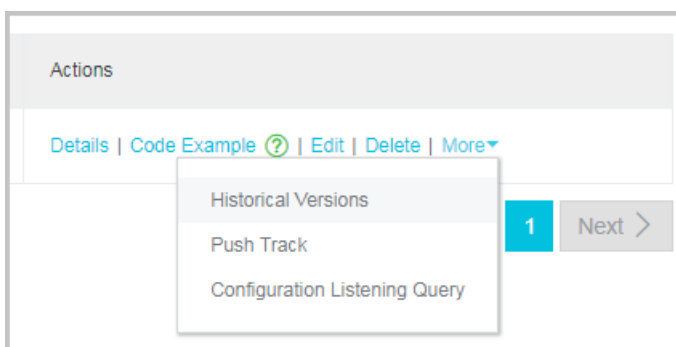 Actions
Details | Code Example ? | Edit | Delete | More
Historical Versions
1 Next >
Push Track
Configuration Listening Query